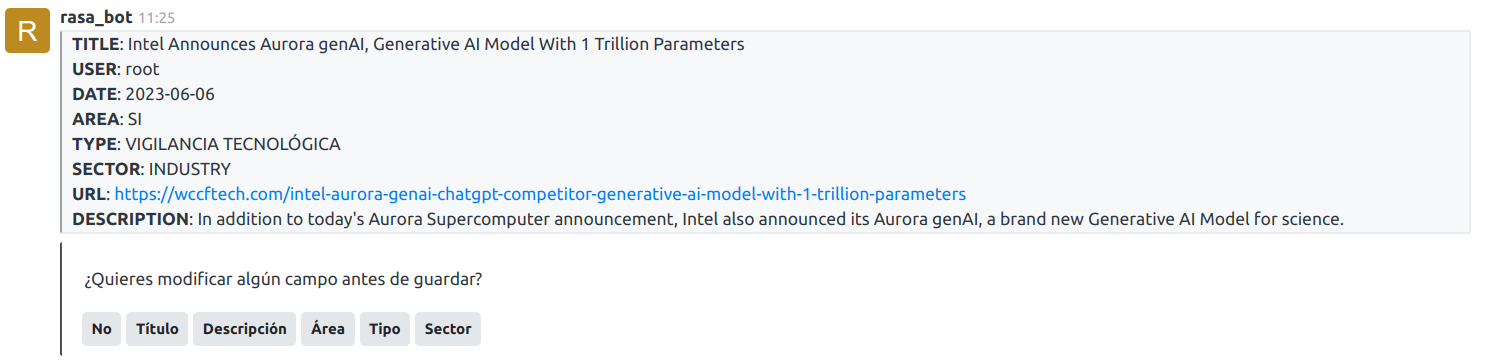 R
rasa_bot 11:25
TITLE: Intel Announces Aurora genAI, Generative AI Model With 1 Trillion Parameters
USER: root
DATE: 2023-06-06
AREA: SI
TYPE: VIGILANCIA TECNOLÓGICA
SECTOR: INDUSTRY
URL: https://wccftech.com/intel-aurora-genai-chatgpt-competitor-generative-ai-model-with-1-trillion-parameters
DESCRIPTION: In addition to today's Aurora Supercomputer announcement, Intel also announced its Aurora genAI, a brand new Generative AI Model for science.
¿Quieres modificar algún campo antes de guardar?
No Título Descripción Área Tipo Sector